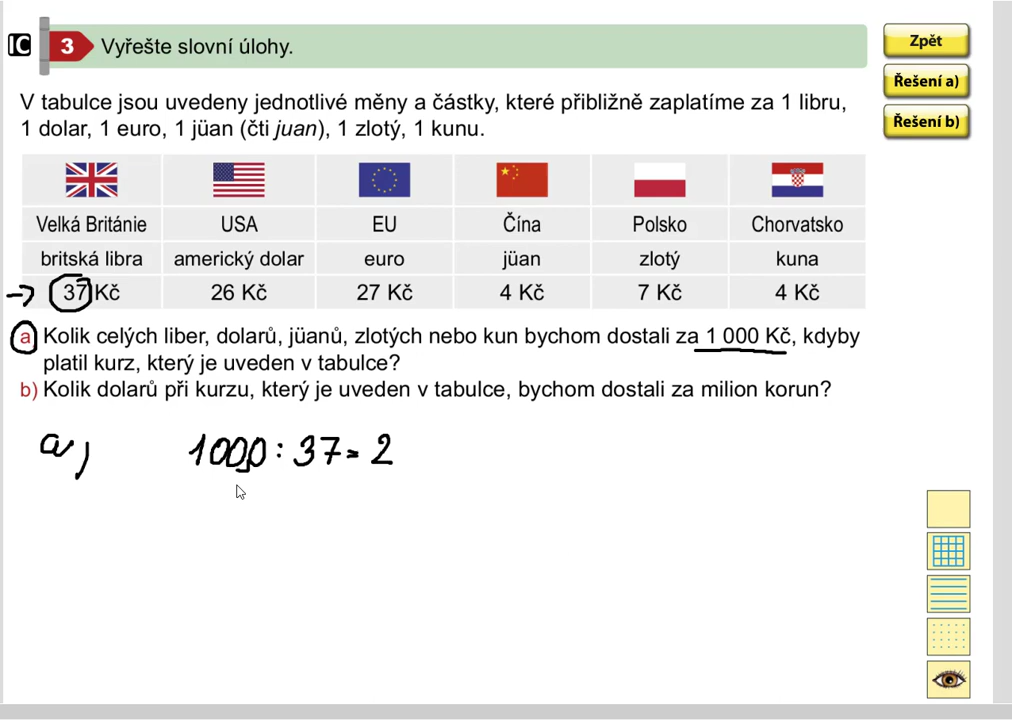 IC 3 Vyřešte slovní úlohy.
Zpět
Řešení a)
Řešení b)
V tabulce jsou uvedeny jednotlivé měny a částky, které přibližně zaplatíme za 1 libru,
1 dolar, 1 euro, 1 jüan (čti juan), 1 zlotý, 1 kunu.
Velká Británie USA EU Čína Polsko Chorvatsko
britská libra americký dolar euro jüan zlotý kuna
37 Kč 26 Kč 27 Kč 4 Kč 7 Kč 4 Kč
a) Kolik celých liber, dolarů, jüanů, zlotých nebo kun bychom dostali za 1 000 Kč, kdyby
platil kurz, který je uveden v tabulce?
b) Kolik dolarů při kurzu, který je uveden v tabulce, bychom dostali za milion korun?
a) 1000 : 37 = 2